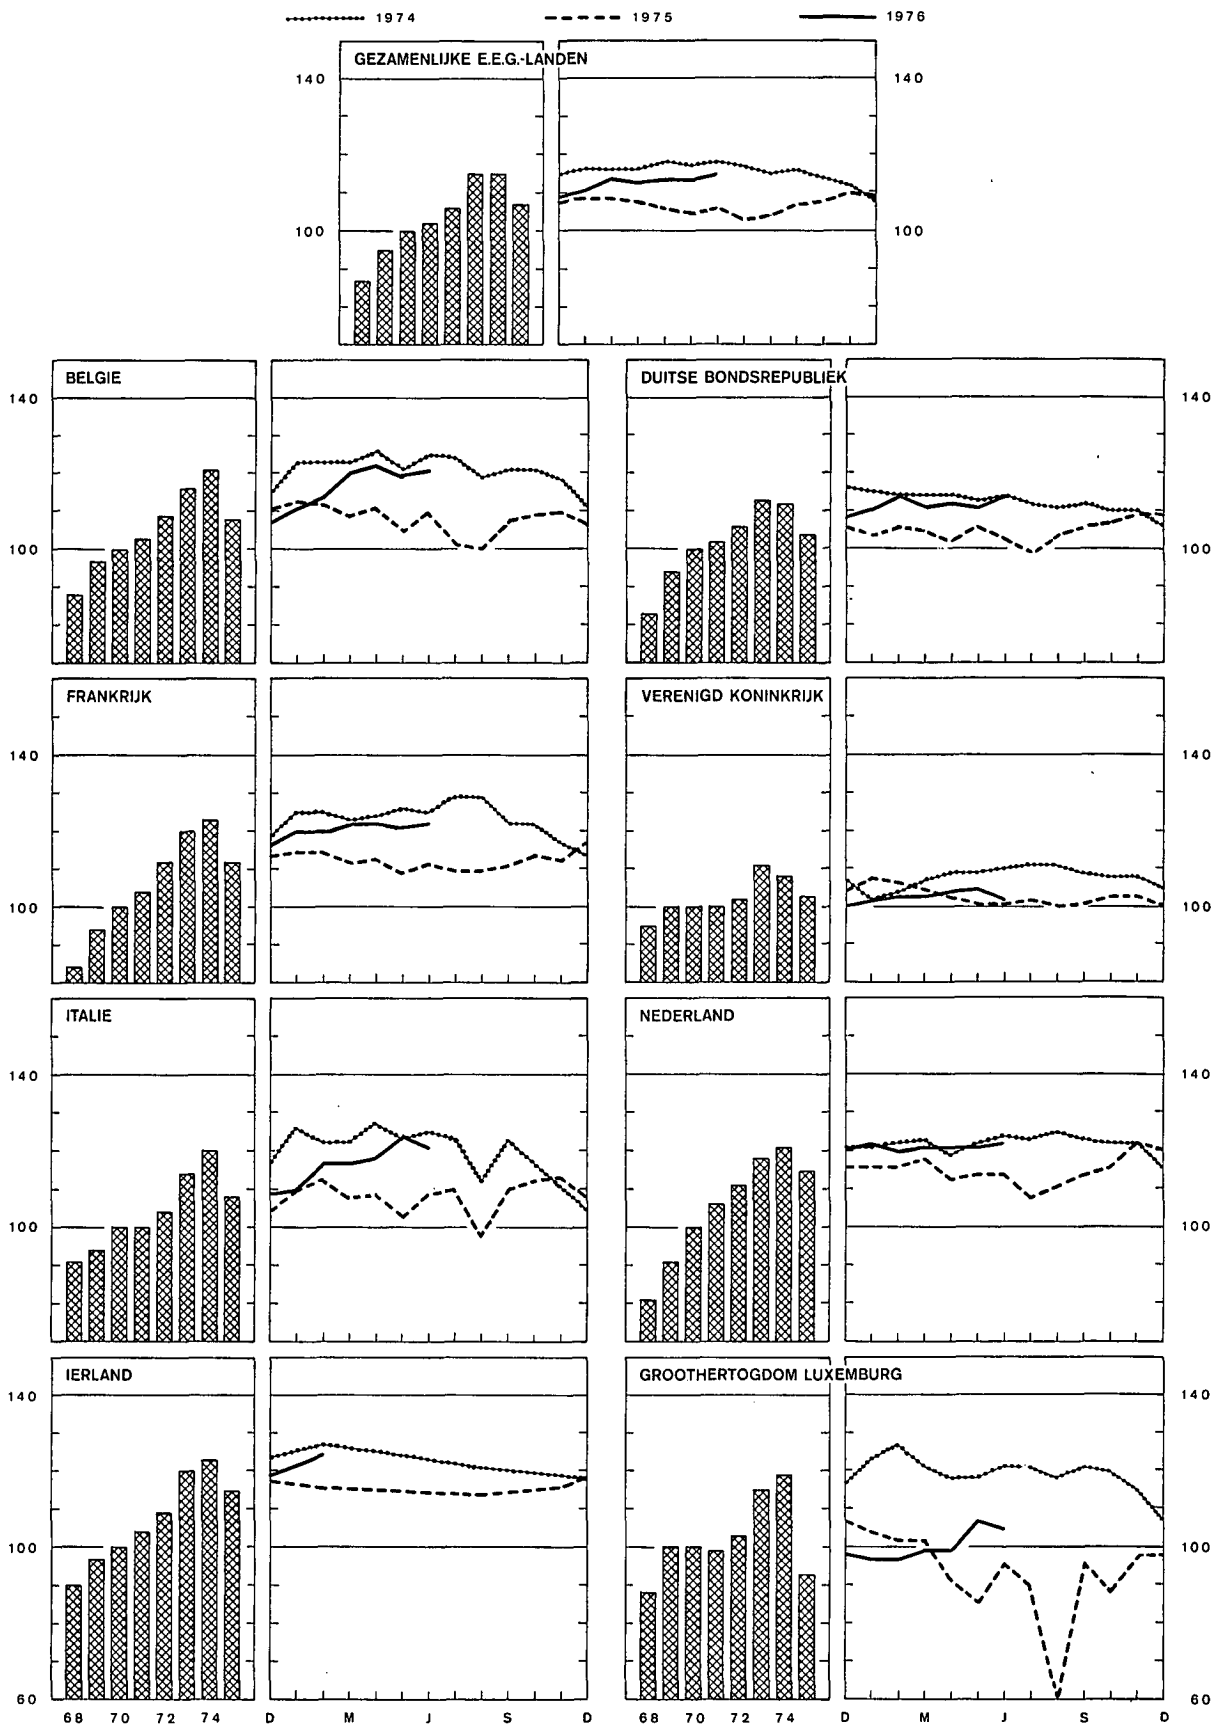 1974 1975 1976
GEZAMENLIJKE E.E.G.-LANDEN
140 140
100 100
BELGIE DUITSE BONDSREPUBLIEK
140 140
100 100
FRANKRIJK VERENIGD KONINKRIJK
140 140
100 100
ITALIE NEDERLAND
140 140
100 100
IERLAND GROOTHERTOGDOM LUXEMBURG
140 140
100 100
60 60
68 70 72 74 D M J S D 68 70 72 74 D M J S D